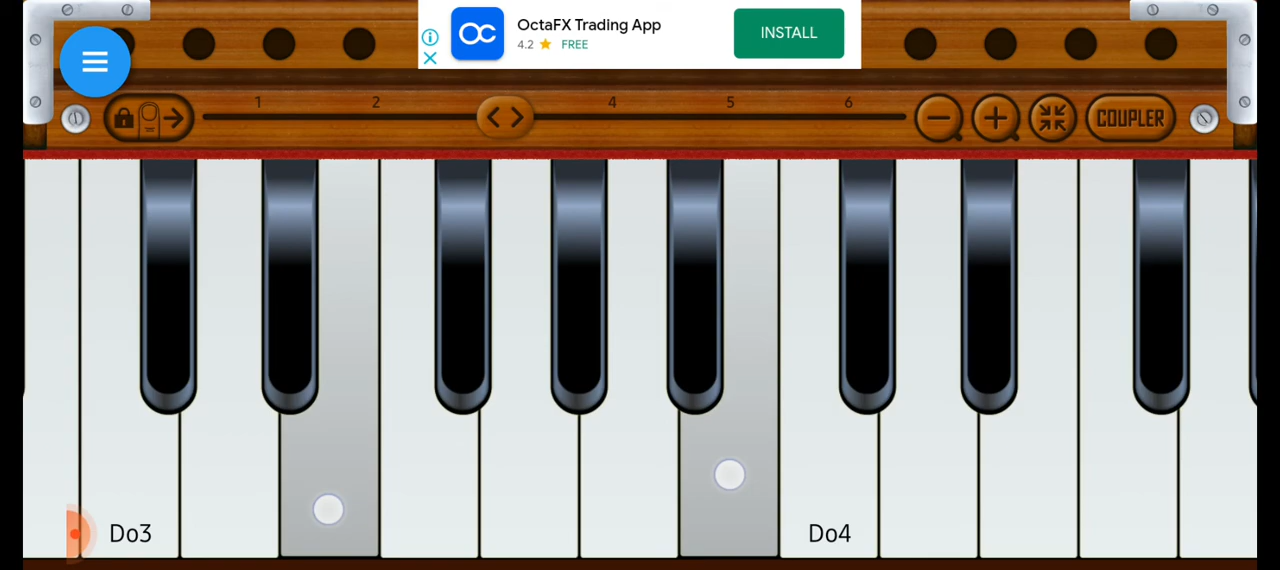 OctaFX Trading App
4.2 ★ FREE
INSTALL
1 2 4 5 6
COUPLER
Do3 Do4